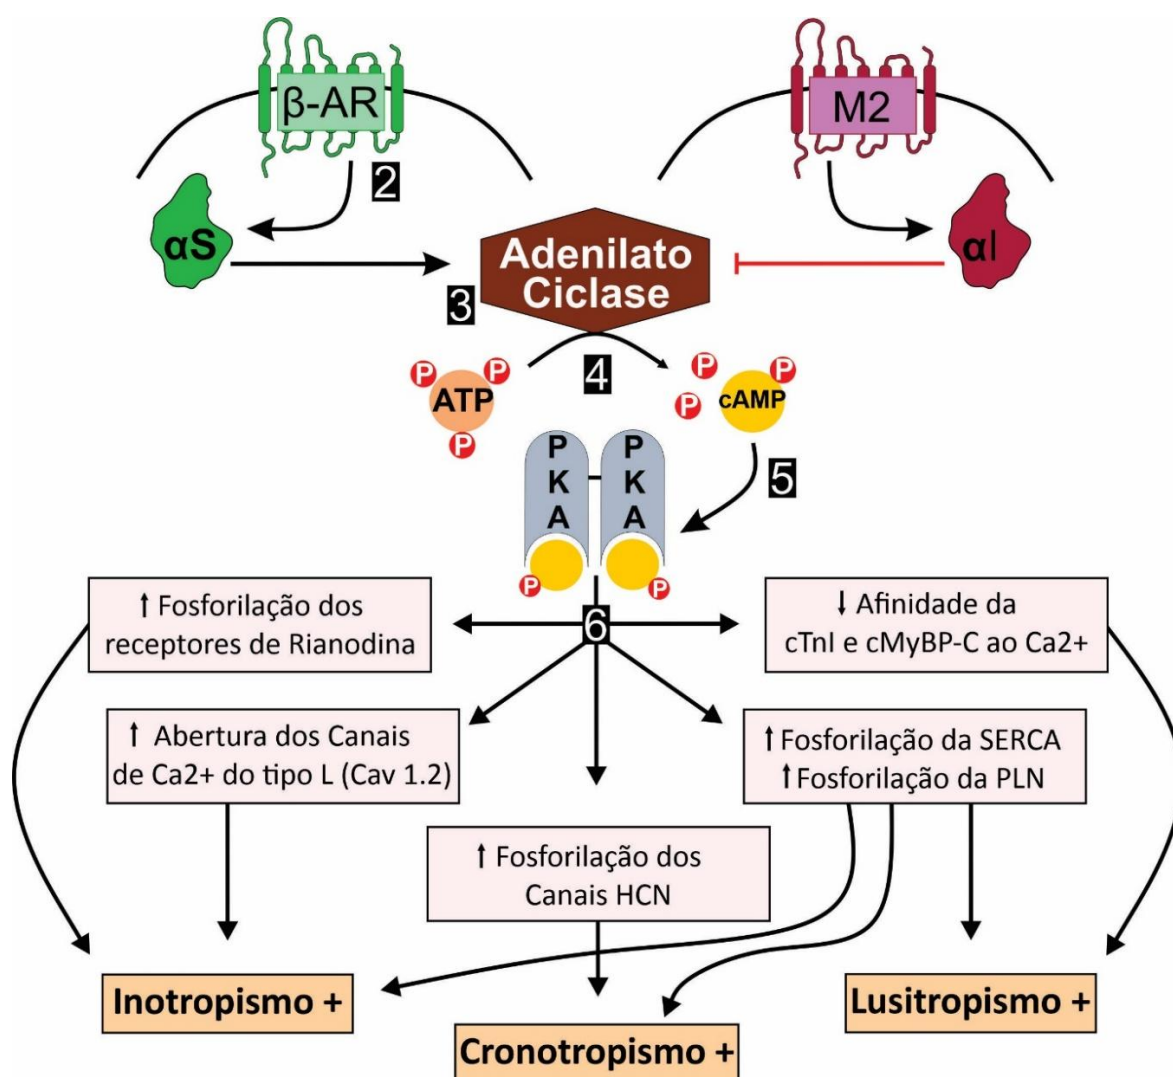 β-AR
M2
2
αS
αI
Adenilato
Ciclase
3
4
P
P
ATP
P
P
P
P
cAMP
5
P
K
A
P
K
A
P
P
6
↑ Fosforilação dos
receptores de Rianodina
↓ Afinidade da
cTnI e cMyBP-C ao Ca2+
↑ Abertura dos Canais
de Ca2+ do tipo L (Cav 1.2)
↑ Fosforilação da SERCA
↑ Fosforilação da PLN
↑ Fosforilação dos
Canais HCN
Inotropismo +
Cronotropismo +
Lusitropismo +